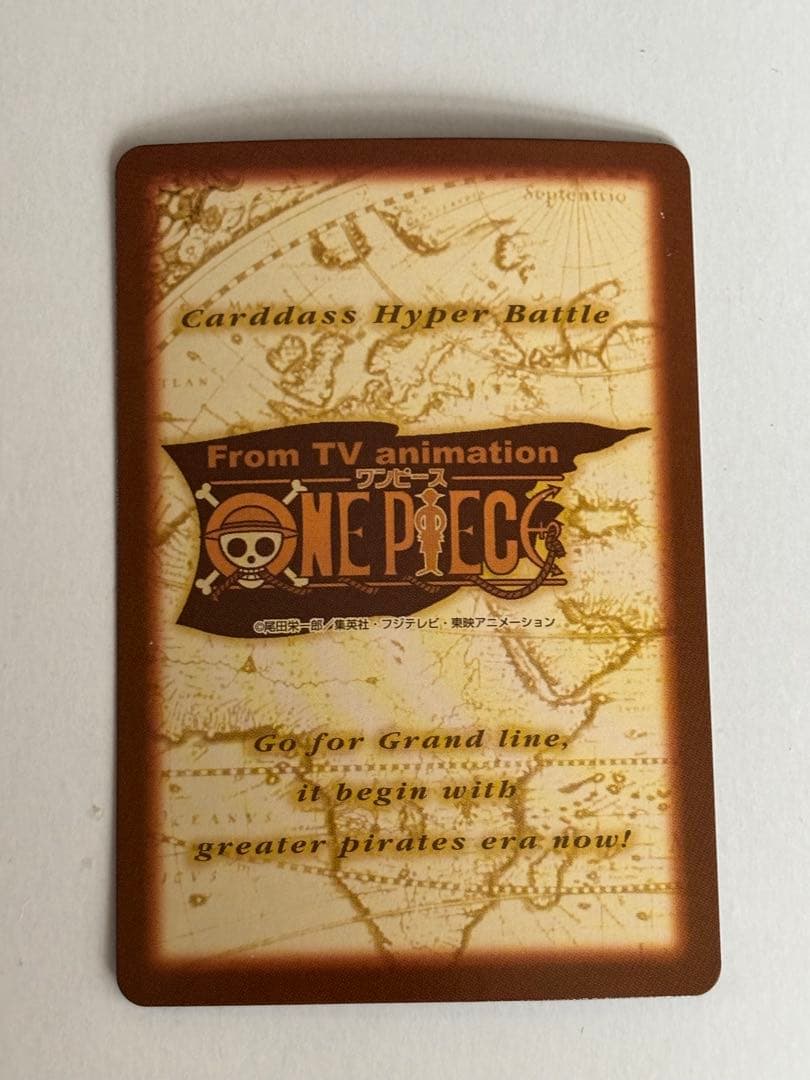 Septentrio
Carddass Hyper Battle
From TV animation
ワンピース
ONE PIECE
©尾田栄一郎／集英社・フジテレビ・東映アニメーション
Go for Grand line,
it begin with
greater pirates era now!